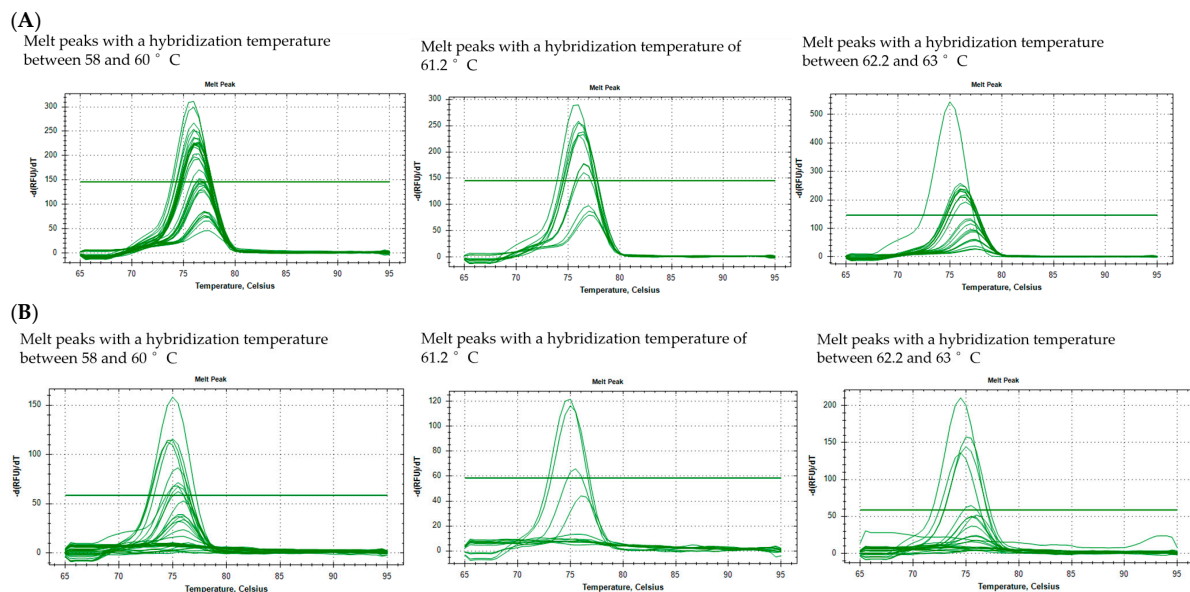 (A)
Melt peaks with a hybridization temperature
between 58 and 60 ° C
Melt Peak
-d(RFU)/dT
300
250
200
150
100
50
0
65 70 75 80 85 90 95
Temperature, Celsius
Melt peaks with a hybridization temperature of
61.2 ° C
Melt Peak
-d(RFU)/dT
300
250
200
150
100
50
0
65 70 75 80 85 90 95
Temperature, Celsius
Melt peaks with a hybridization temperature
between 62.2 and 63 ° C
Melt Peak
-d(RFU)/dT
500
400
300
200
100
0
65 70 75 80 85 90 95
Temperature, Celsius
(B)
Melt peaks with a hybridization temperature
between 58 and 60 ° C
Melt Peak
-d(RFU)/dT
150
100
50
0
65 70 75 80 85 90 95
Temperature, Celsius
Melt peaks with a hybridization temperature of
61.2 ° C
Melt Peak
-d(RFU)/dT
120
100
80
60
40
20
0
65 70 75 80 85 90 95
Temperature, Celsius
Melt peaks with a hybridization temperature
between 62.2 and 63 ° C
Melt Peak
-d(RFU)/dT
200
150
100
50
0
65 70 75 80 85 90 95
Temperature, Celsius